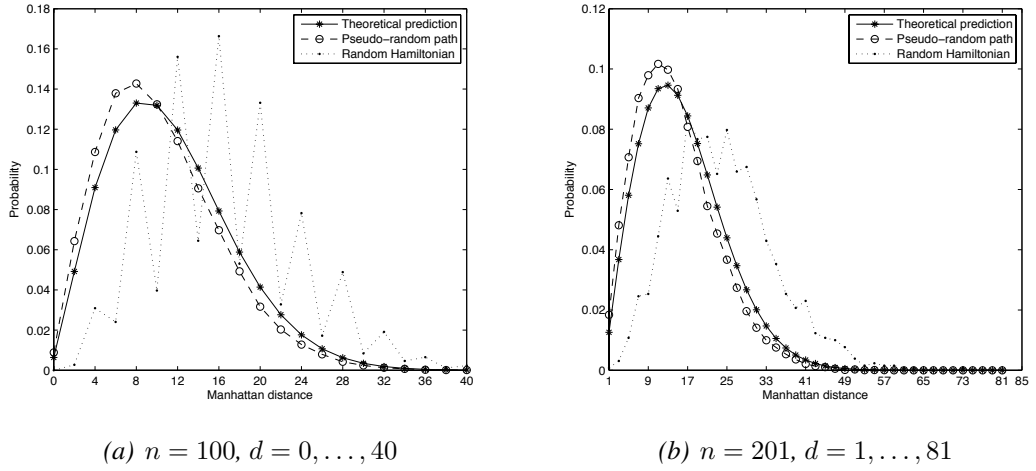 0.18
0.16
0.14
0.12
0.1
0.08
0.06
0.04
0.02
0
Probability
0 4 8 12 16 20 24 28 32 36 40
Manhattan distance
Theoretical prediction
Pseudo-random path
Random Hamiltonian
(a) n = 100, d = 0, . . . , 40
0.12
0.1
0.08
0.06
0.04
0.02
0
Probability
1 9 17 25 33 41 49 57 65 73 81 85
Manhattan distance
Theoretical prediction
Pseudo-random path
Random Hamiltonian
(b) n = 201, d = 1, . . . , 81